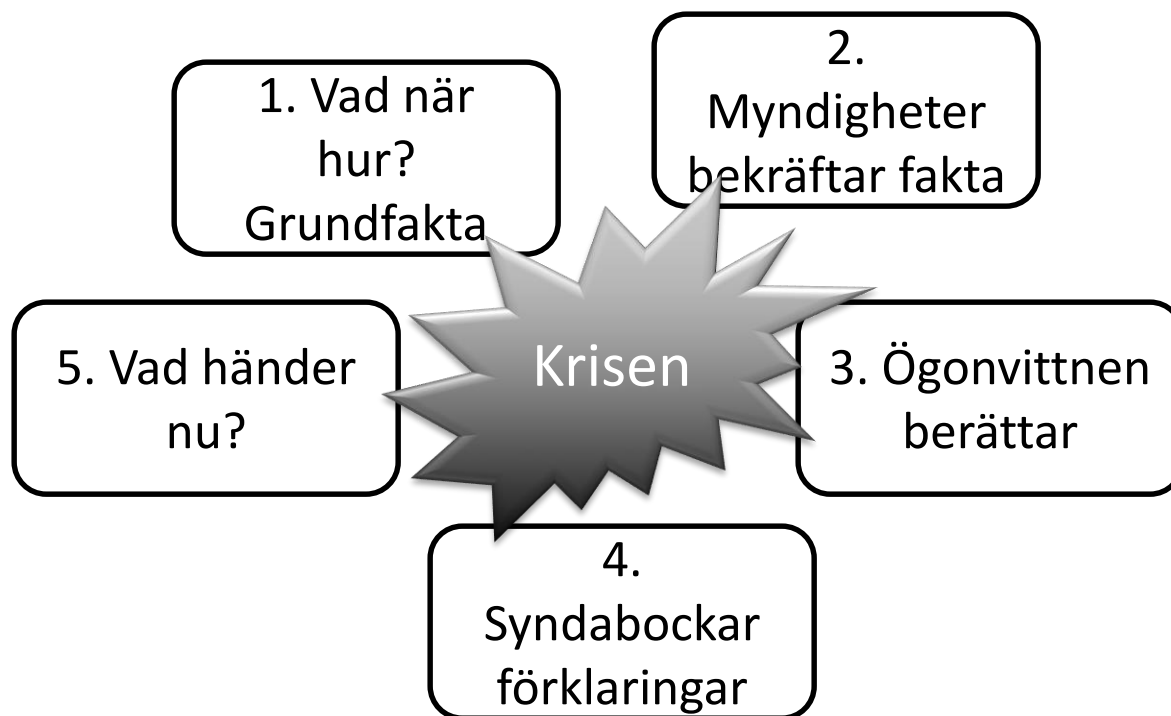 1. Vad när
hur?
Grundfakta
2.
Myndigheter
bekräftar fakta
3. Ögonvittnen
berättar
4.
Syndabockar
förklaringar
5. Vad händer
nu?
Krisen